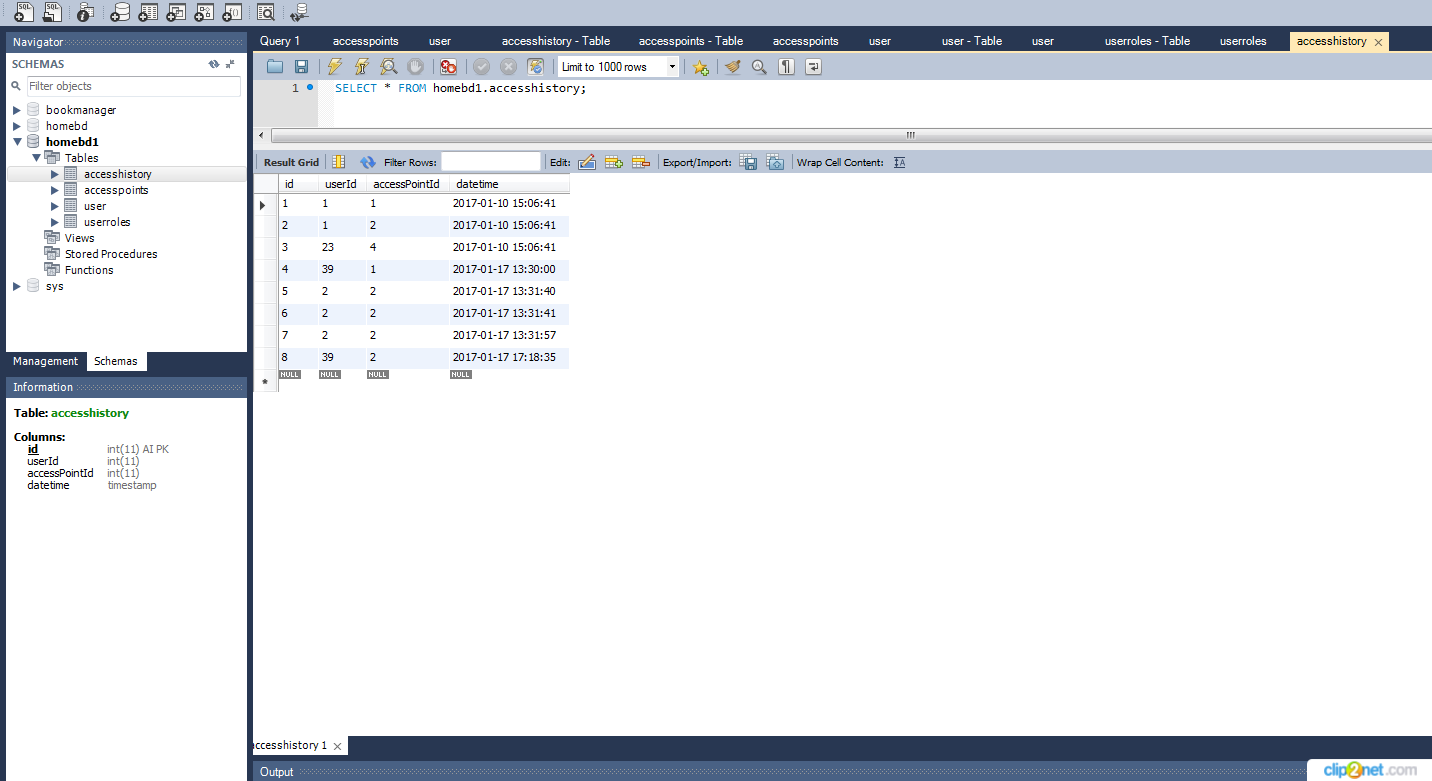 Query 1 accesspoints user accesshistory - Table accesspoints - Table accesspoints user user - Table user userroles - Table userroles accesshistory
Navigator
SCHEMAS
Filter objects
bookmanager
homebd
homebd1
Tables
accesshistory
accesspoints
user
userroles
Views
Stored Procedures
Functions
sys
Management Schemas
Information
Table: accesshistory
Columns:
id int(11) AI PK
userId int(11)
accessPointId int(11)
datetime timestamp
Limit to 1000 rows
1 SELECT * FROM homebd1.accesshistory;
Result Grid Filter Rows: Edit: Export/Import: Wrap Cell Content:
id userId accessPointId datetime
1 1 1 2017-01-10 15:06:41
2 1 2 2017-01-10 15:06:41
3 23 4 2017-01-10 15:06:41
4 39 1 2017-01-17 13:30:00
5 2 2 2017-01-17 13:31:40
6 2 2 2017-01-17 13:31:41
7 2 2 2017-01-17 13:31:57
8 39 2 2017-01-17 17:18:35
NULL NULL NULL NULL
accesshistory 1
Output
clip2net.com